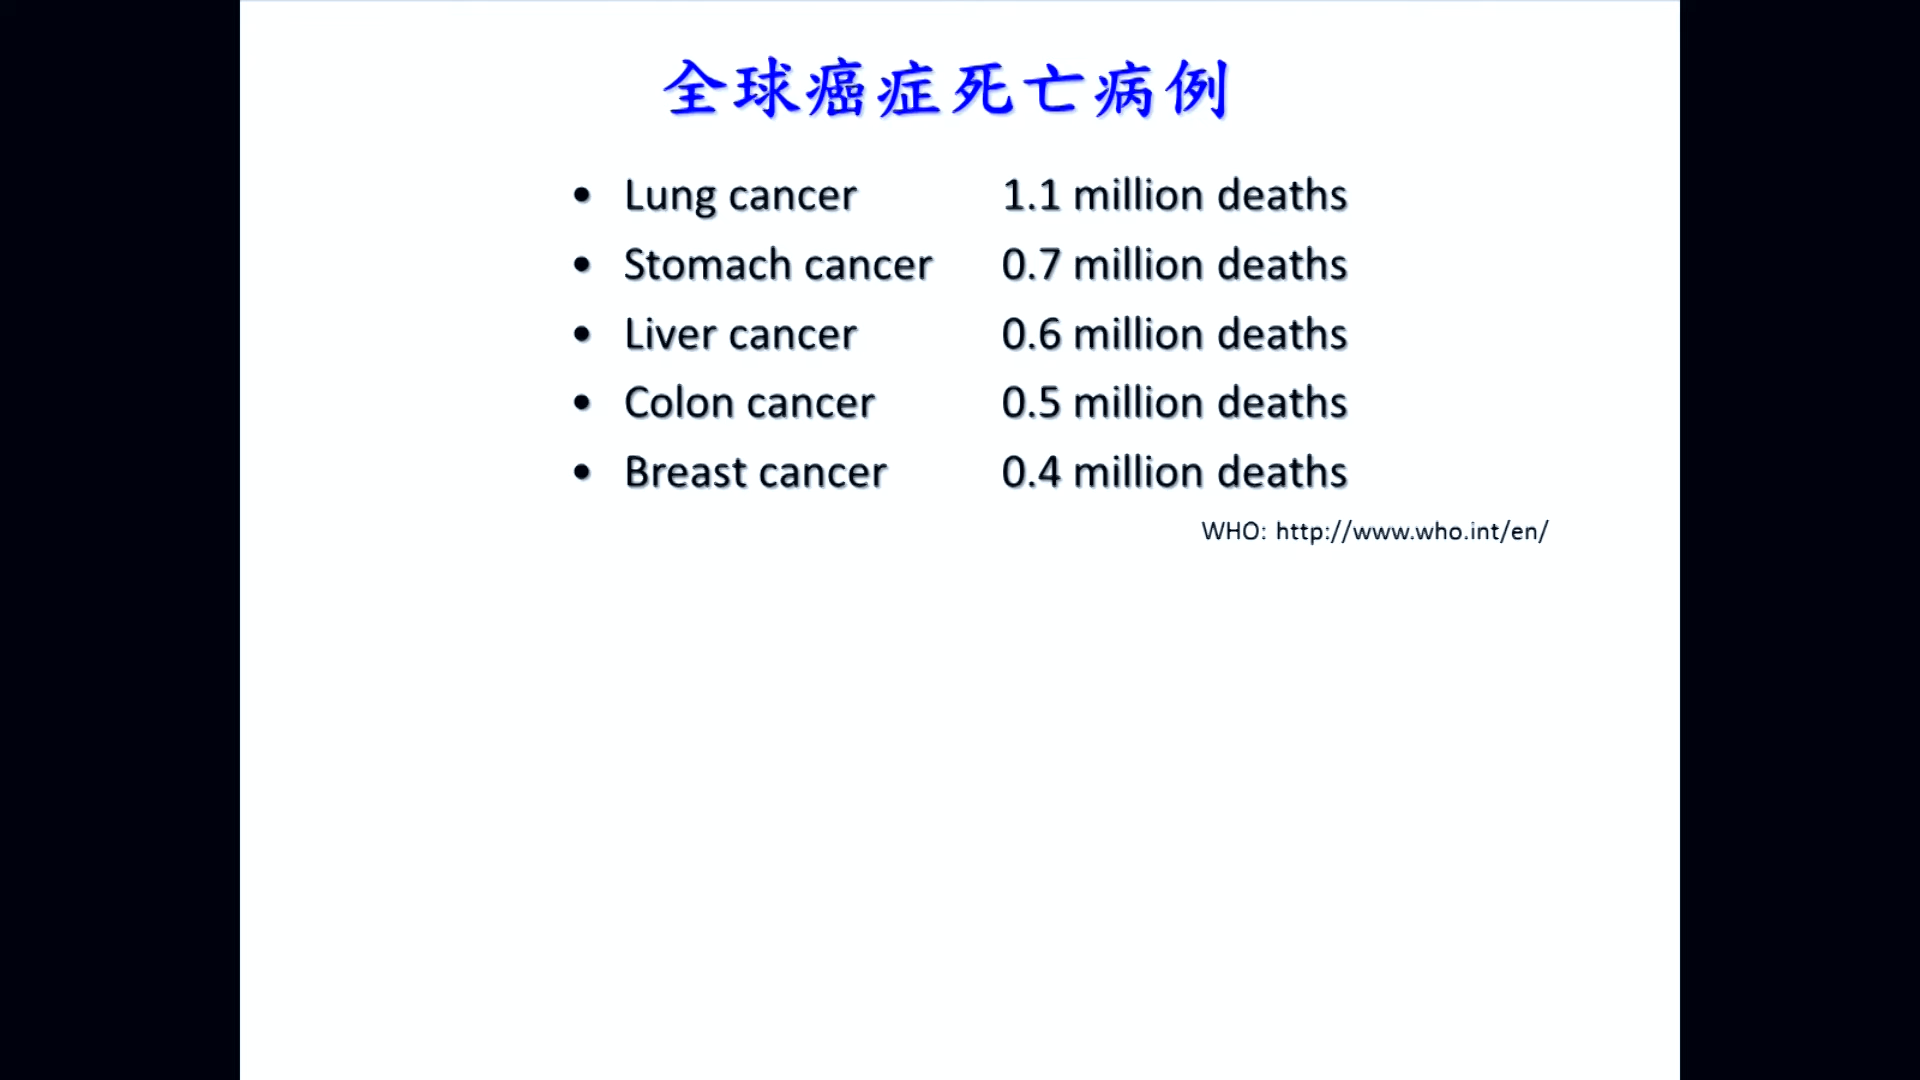 全球癌症死亡病例
• Lung cancer 1.1 million deaths
• Stomach cancer 0.7 million deaths
• Liver cancer 0.6 million deaths
• Colon cancer 0.5 million deaths
• Breast cancer 0.4 million deaths
WHO: http://www.who.int/en/